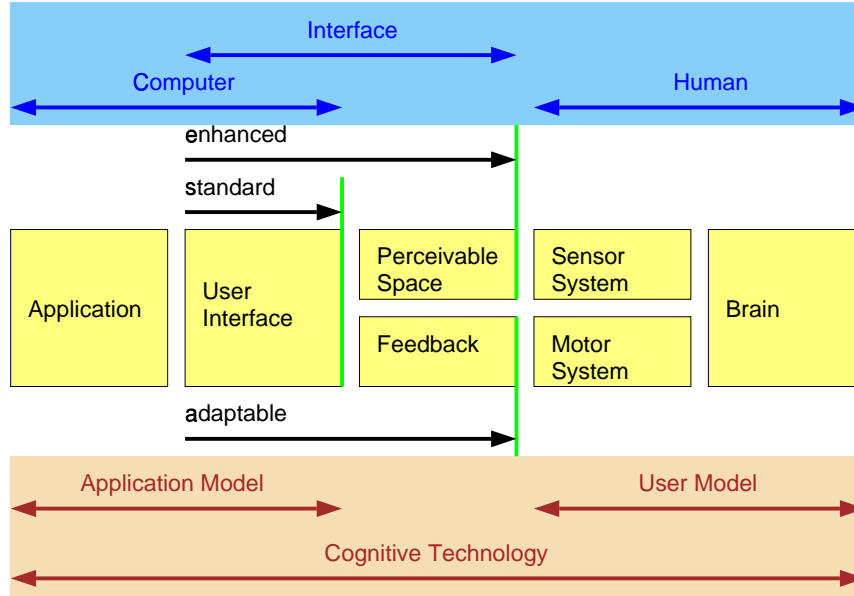 Interface
Computer
Human
enhanced
standard
Application
User
Interface
Perceivable
Space
Feedback
Sensor
System
Motor
System
Brain
adaptable
Application Model
User Model
Cognitive Technology